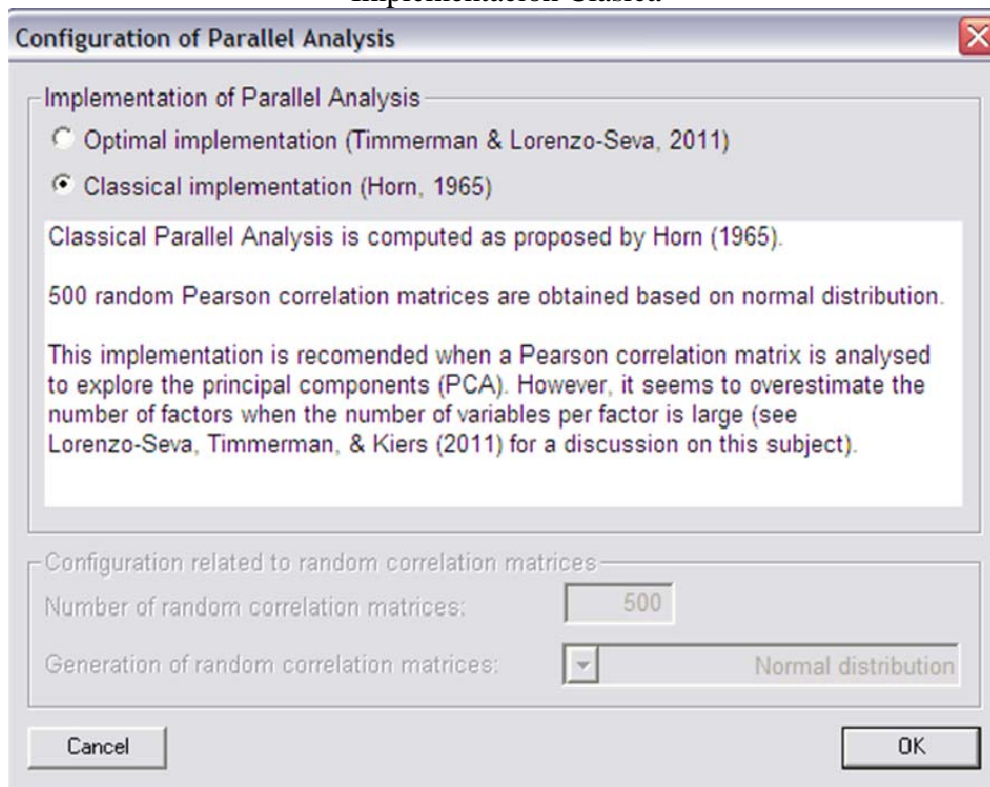 Implementación Clásica
Configuration of Parallel Analysis
Implementation of Parallel Analysis
Optimal implementation (Timmerman & Lorenzo-Seva, 2011)
Classical implementation (Horn, 1965)
Classical Parallel Analysis is computed as proposed by Horn (1965).
500 random Pearson correlation matrices are obtained based on normal distribution.
This implementation is recomended when a Pearson correlation matrix is analysed
to explore the principal components (PCA). However, it seems to overestimate the
number of factors when the number of variables per factor is large (see
Lorenzo-Seva, Timmerman, & Kiers (2011) for a discussion on this subject).
Configuration related to random correlation matrices
Number of random correlation matrices: 500
Generation of random correlation matrices: Normal distribution
Cancel OK